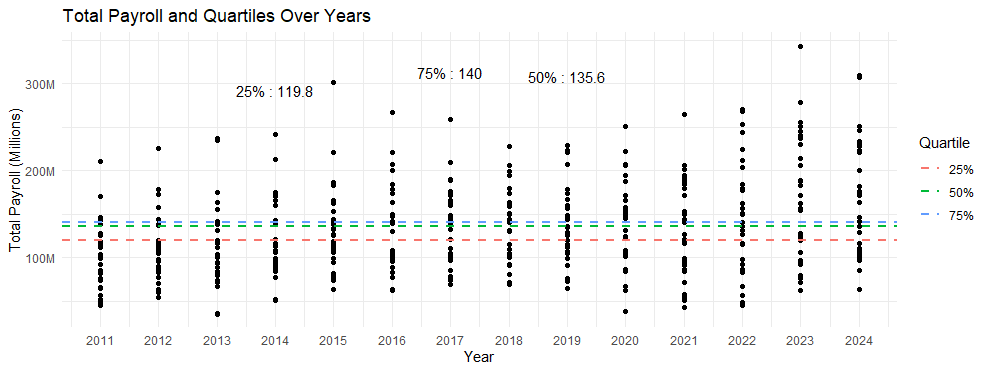 Total Payroll and Quartiles Over Years
Total Payroll (Millions)
300M
200M
100M
25% : 119.8
75% : 140
50% : 135.6
2011 2012 2013 2014 2015 2016 2017 2018 2019 2020 2021 2022 2023 2024
Year
Quartile
25%
50%
75%